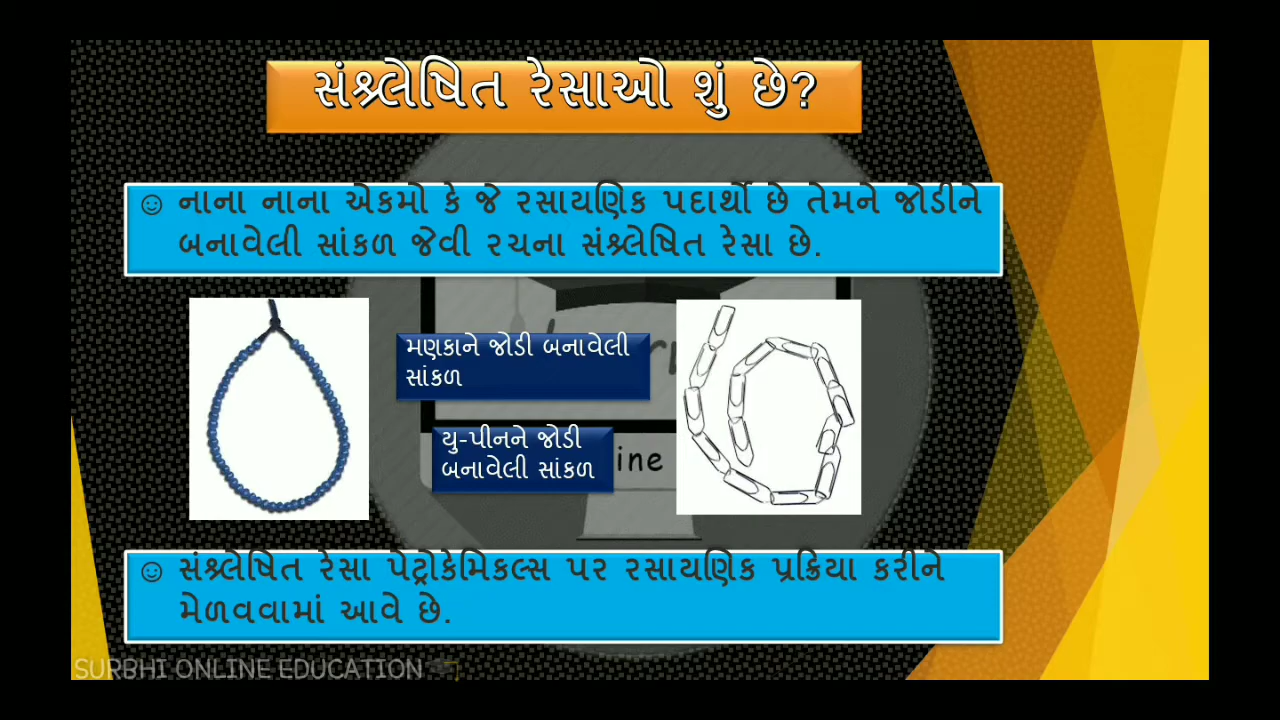 સંશ્લેષિત રેસાઓ શું છે?
☺ નાના નાના એકમો કે જે રસાયણિક પદાર્થો છે તેમને જોડીને
બનાવેલી સાંકળ જેવી રચના સંશ્લેષિત રેસા છે.
મણકાને જોડી બનાવેલી
સાંકળ
યુ-પીનને જોડી
બનાવેલી સાંકળ
ine
☺ સંશ્લેષિત રેસા પેટ્રોકેમિકલ્સ પર રસાયણિક પ્રક્રિયા કરીને
મેળવવામાં આવે છે.
SURBHI ONLINE EDUCATION